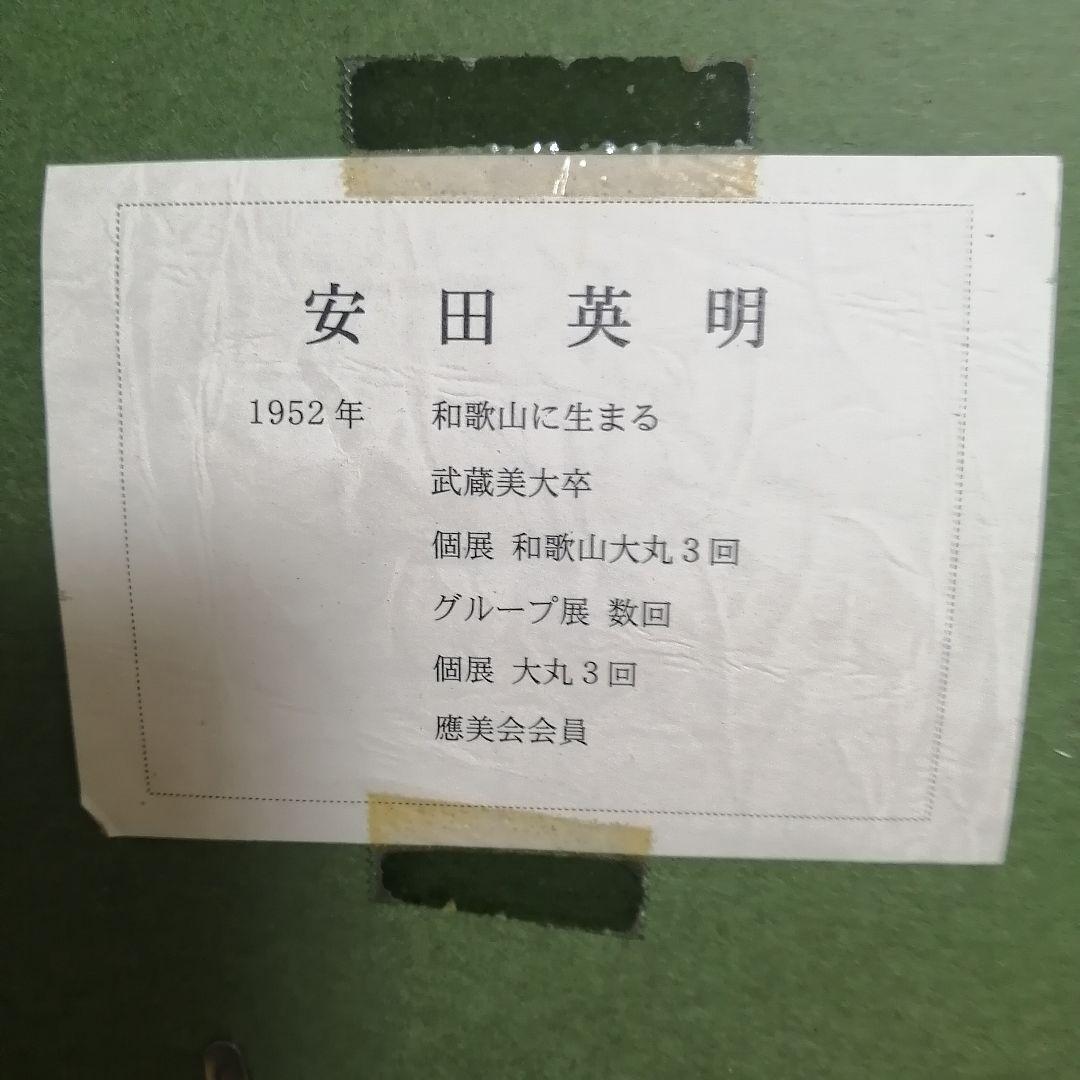 安田英明
1952年 和歌山に生まる
武蔵美大卒
個展 和歌山大丸3回
グループ展 数回
個展 大丸3回
應美会会員